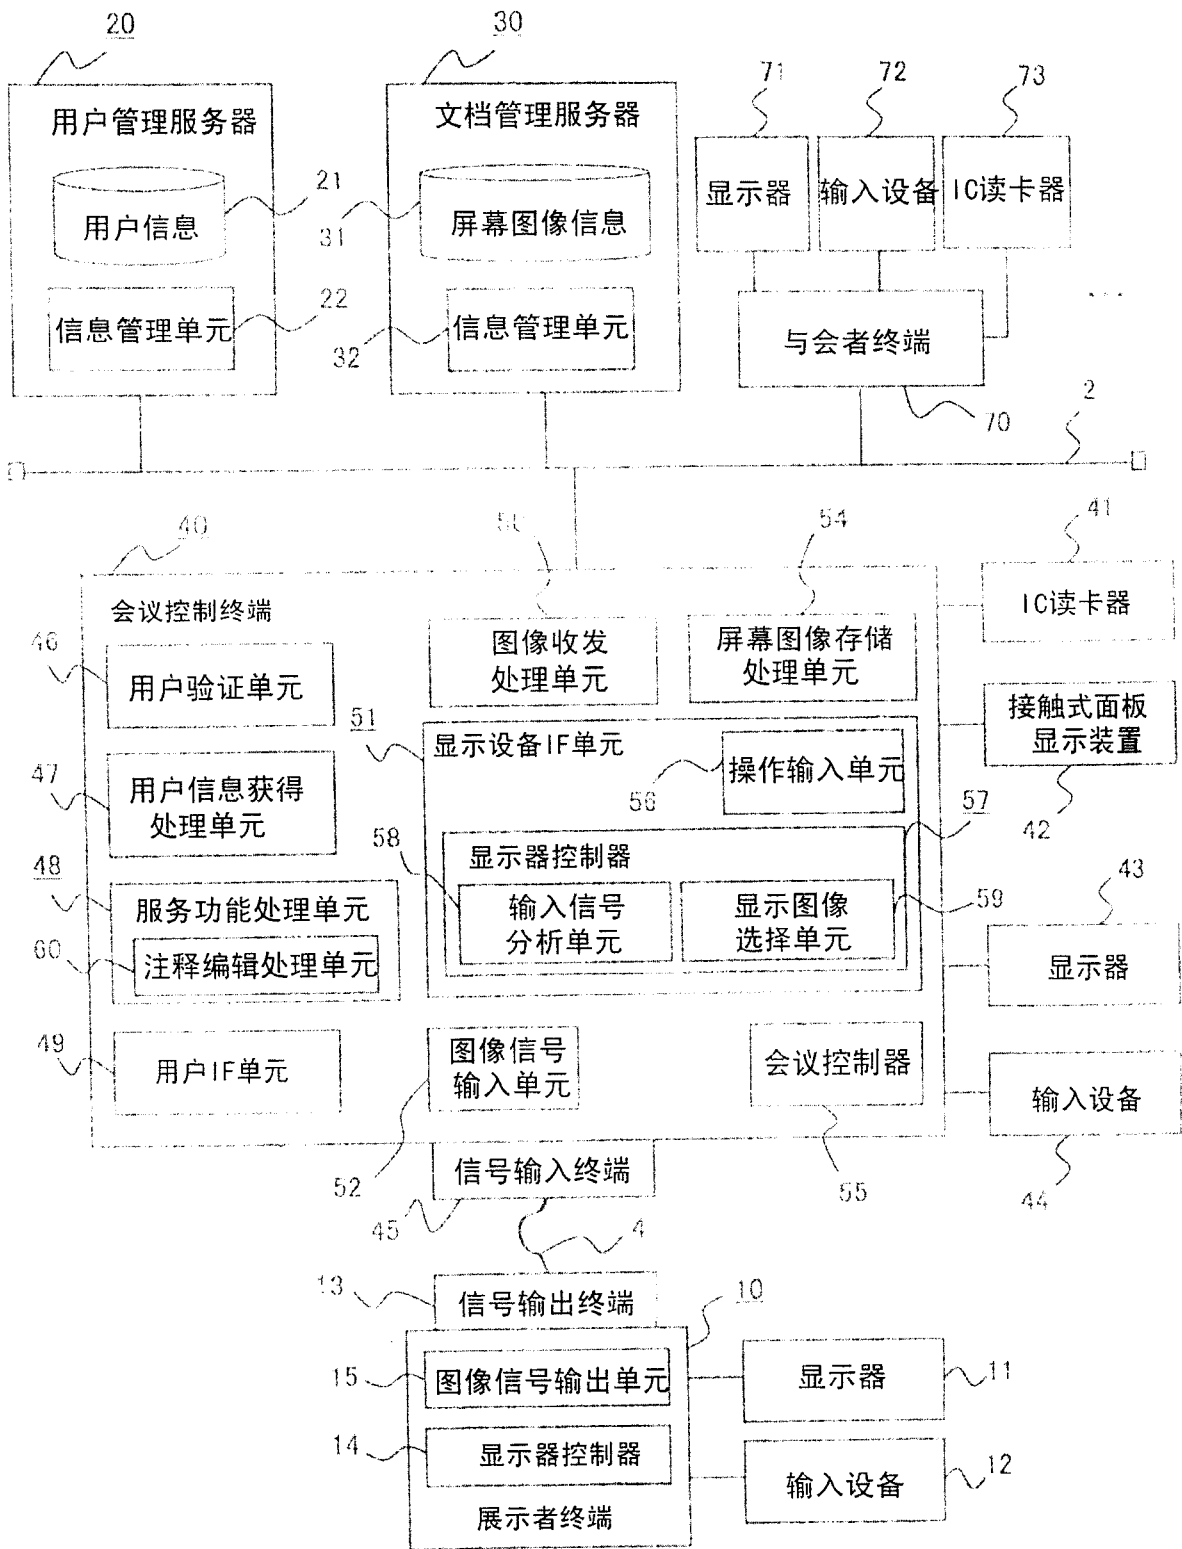 20
30
71
72
73
用户管理服务器
文档管理服务器
显示器
输入设备
IC读卡器
用户信息
21
31
屏幕图像信息
信息管理单元
22
32
信息管理单元
与会者终端
70
2
40
54
41
会议控制终端
图像收发
处理单元
屏幕图像存储
处理单元
IC读卡器
46
用户验证单元
51
显示设备IF单元
56
操作输入单元
接触式面板
显示装置
42
47
用户信息获得
处理单元
57
58
显示器控制器
输入信号
分析单元
显示图像
选择单元
59
43
显示器
48
服务功能处理单元
60
注释编辑处理单元
49
用户IF单元
图像信号
输入单元
52
会议控制器
55
输入设备
44
信号输入终端
45
4
13
信号输出终端
10
15
图像信号输出单元
显示器
11
14
显示器控制器
输入设备
12
展示者终端